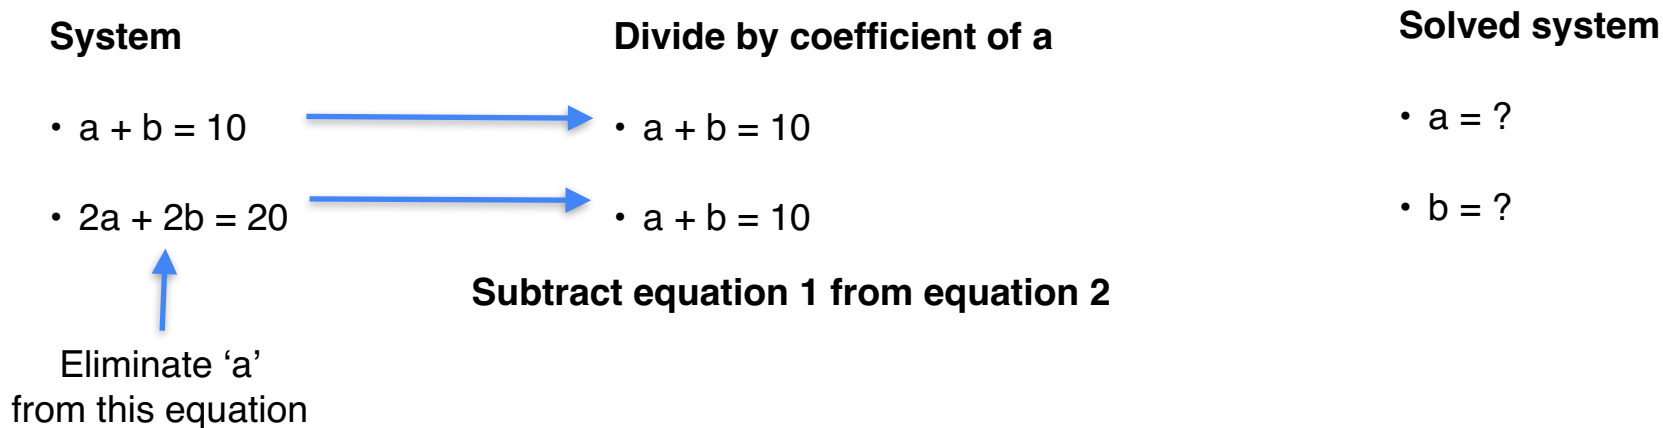 System
• a + b = 10
• 2a + 2b = 20
Eliminate ‘a’
from this equation
Divide by coefficient of a
• a + b = 10
• a + b = 10
Subtract equation 1 from equation 2
Solved system
• a = ?
• b = ?